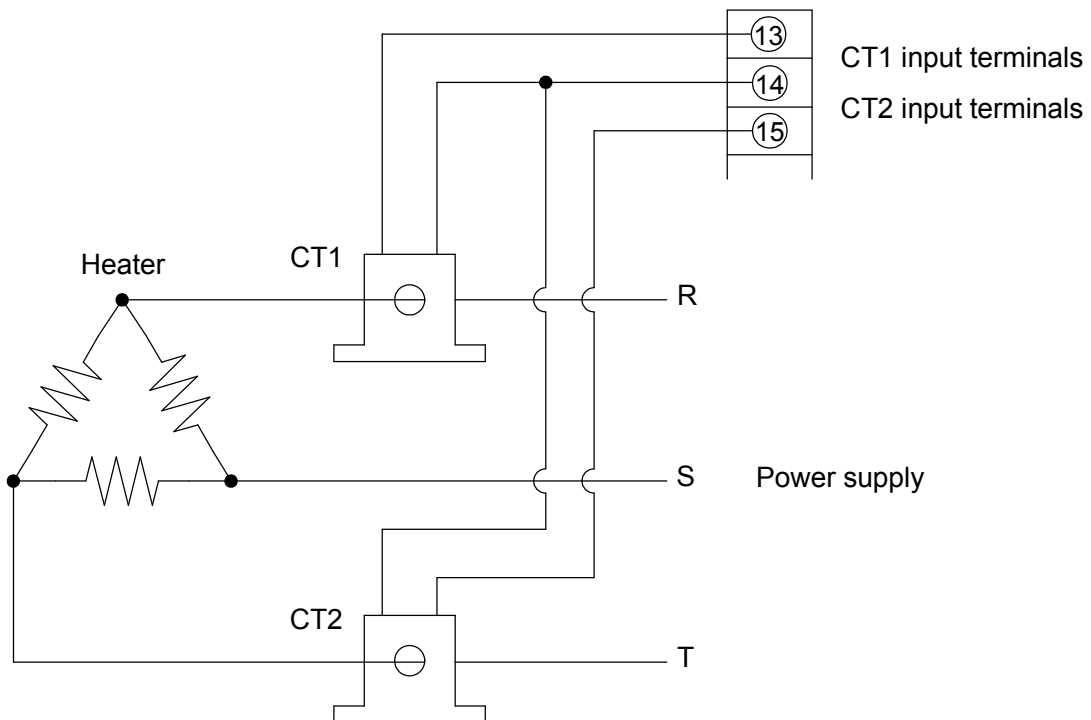 13
CT1 input terminals
14
CT2 input terminals
15
CT1
Heater
R
S
Power supply
CT2
T